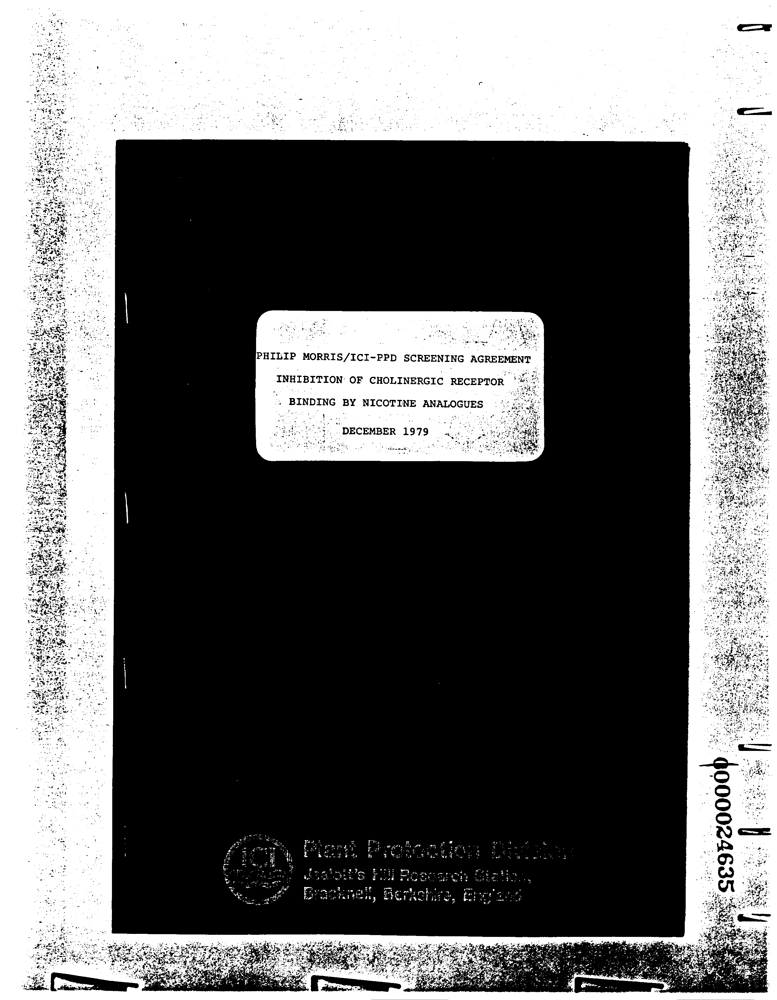 PHILIP MORRIS/ICI-PPD SCREENING AGREEMENT
INHIBITION OF CHOLINERGIC RECEPTOR
BINDING BY NICOTINE ANALOGUES
DECEMBER 1979
ICI
Plant Protection Division
Jealott's Hill Research Station,
Bracknell, Berkshire, England
0000024635